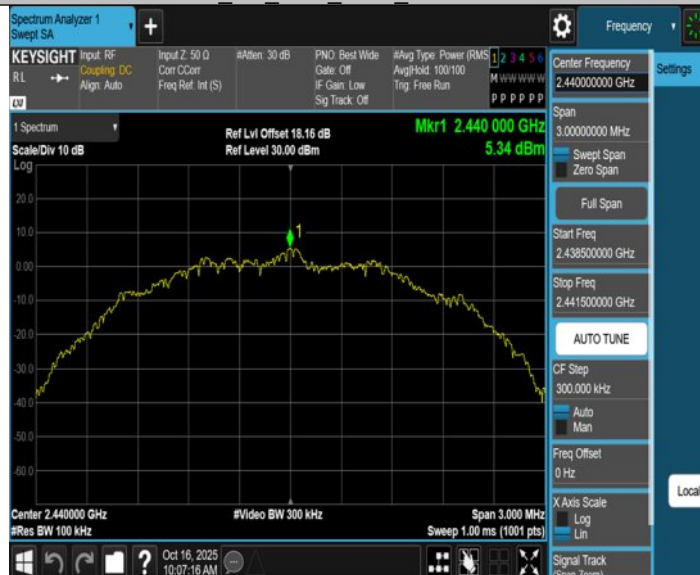 Spectrum Analyzer 1
Swept SA
+
Frequency
KEYSIGHT
RL
Input: RF
Coupling: DC
Align: Auto
Input Z: 50 Ω
Corr CCorr
Freq Ref: Int (S)
#Atten: 30 dB
PNO: Best Wide
Gate: Off
IF Gain: Low
Sig Track: Off
#Avg Type: Power (RMS
Avg|Hold: 100/100
Trig: Free Run
1 2 3 4 5 6
M W W W W W
P P P P P P
LXI
1 Spectrum
Scale/Div 10 dB
Log
Ref Lvl Offset 18.16 dB
Ref Level 30.00 dBm
Mkr1 2.440 000 GHz
5.34 dBm
1
20.0
10.0
0.00
-10.0
-20.0
-30.0
-40.0
-50.0
-60.0
Center 2.440000 GHz
#Res BW 100 kHz
#Video BW 300 kHz
Span 3.000 MHz
Sweep 1.00 ms (1001 pts)
?
Oct 16, 2025
10:07:16 AM
Center Frequency
2.440000000 GHz
Span
3.00000000 MHz
Swept Span
Zero Span
Full Span
Start Freq
2.438500000 GHz
Stop Freq
2.441500000 GHz
AUTO TUNE
CF Step
300.000 kHz
Auto
Man
Freq Offset
0 Hz
X Axis Scale
Log
Lin
Signal Track
(Span Zoom)
Settings
Local